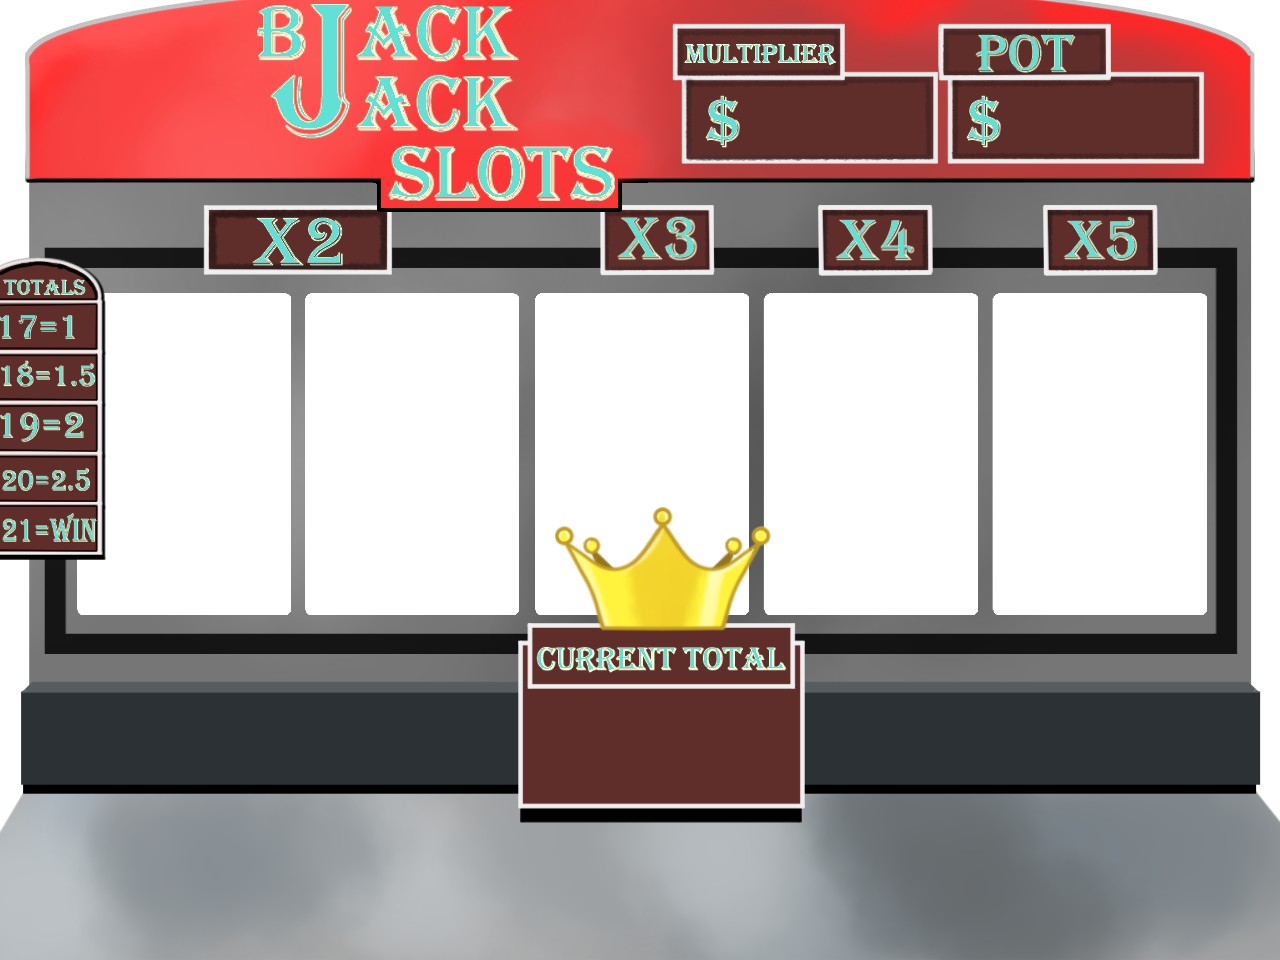 BJACK
JACK
SLOTS
MULTIPLIER
$
POT
$
X2
X3
X4
X5
TOTALS
17=1
18=1.5
19=2
20=2.5
21=WIN
CURRENT TOTAL